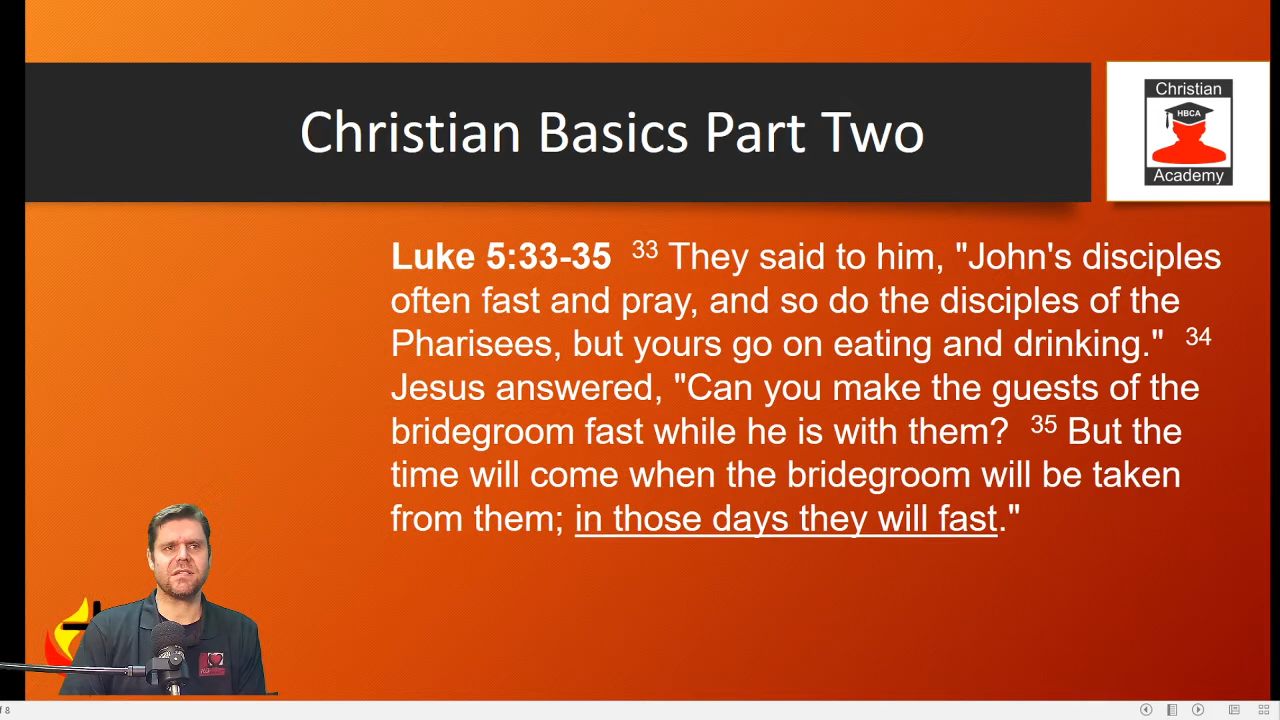 Christian Basics Part Two
Christian
HBCA
Academy
Luke 5:33-35 33 They said to him, "John's disciples
often fast and pray, and so do the disciples of the
Pharisees, but yours go on eating and drinking." 34
Jesus answered, "Can you make the guests of the
bridegroom fast while he is with them? 35 But the
time will come when the bridegroom will be taken
from them; in those days they will fast."
of 8